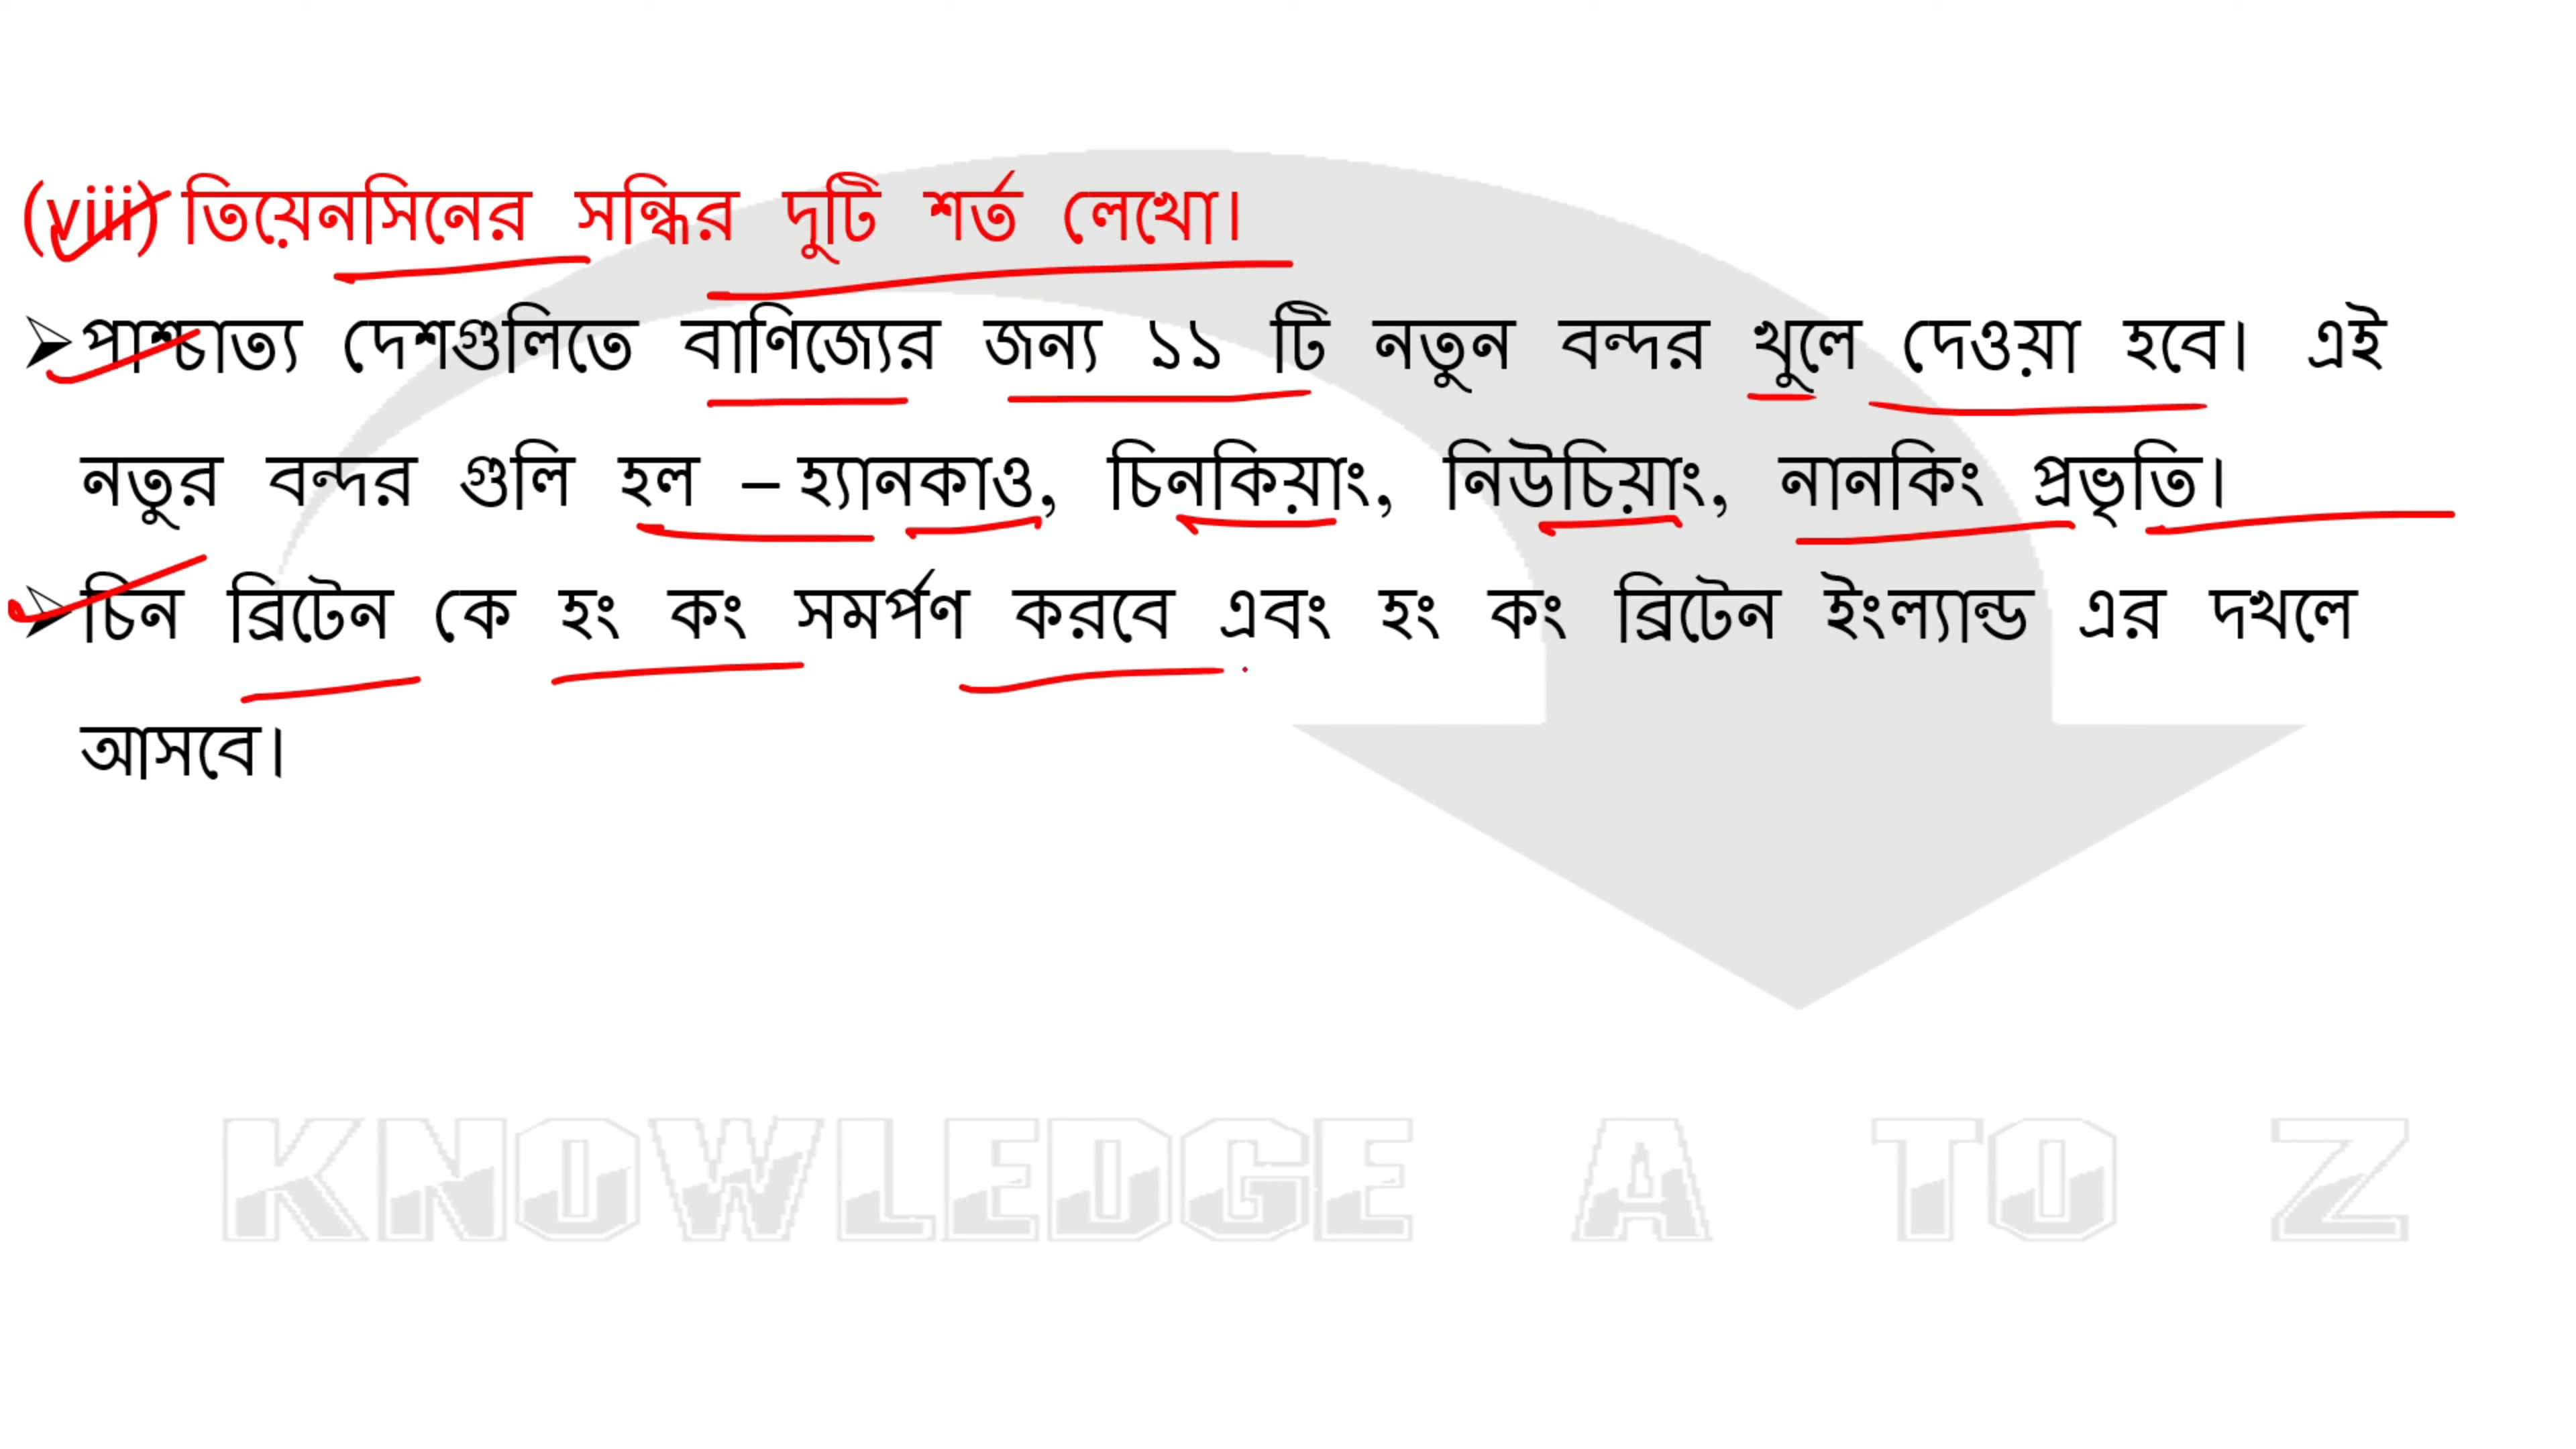 (viii) তিয়েনসিনের সন্ধির দুটি শর্ত লেখো।
➢পাশ্চাত্য দেশগুলিতে বাণিজ্যের জন্য ১১ টি নতুন বন্দর খুলে দেওয়া হবে। এই
নতুর বন্দর গুলি হল – হ্যানকাও, চিনকিয়াং, নিউচিয়াং, নানকিং প্রভৃতি।
➢চিন ব্রিটেন কে হং কং সমর্পণ করবে এবং হং কং ব্রিটেন ইংল্যান্ড এর দখলে
আসবে।
KNOWLEDGE A TO Z